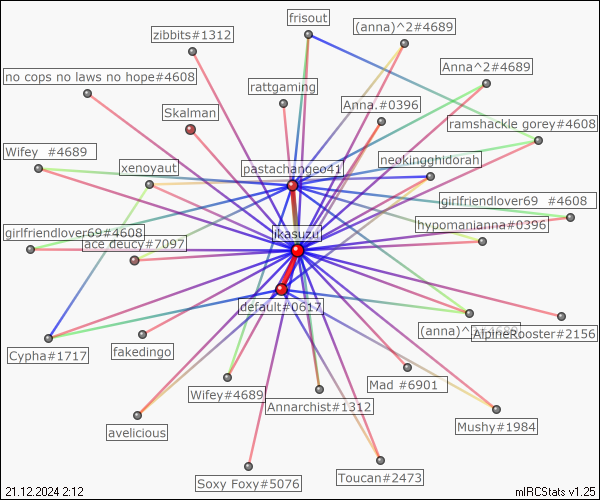 frisout
(anna)^2#4689
zibbits#1312
Anna^2#4689
no cops no laws no hope#4608
rattgaming
Anna.#0396
Skalman
ramshackle gorey#4608
Wifey #4689
xenoyaut
pastachangeo41
neokingghidorah
girlfriendlover69 #4608
hypomanianna#0396
girlfriendlover69#4608
ikasuzu
ace deucy#7097
default#0617
(anna)^2#4689
AlpineRooster#2156
Cypha#1717
fakedingo
Mad #6901
Wifey#4689
Annarchist#1312
Mushy#1984
avelicious
Toucan#2473
Soxy Foxy#5076
21.12.2024 2:12
mIRCStats v1.25